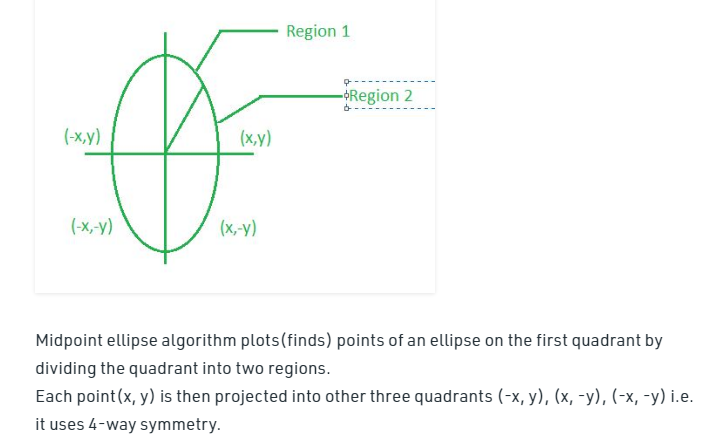 Region 1
Region 2
(-x,y)
(x,y)
(-x,-y)
(x,-y)
Midpoint ellipse algorithm plots(finds) points of an ellipse on the first quadrant by
dividing the quadrant into two regions.
Each point(x, y) is then projected into other three quadrants (-x, y), (x, -y), (-x, -y) i.e.
it uses 4-way symmetry.